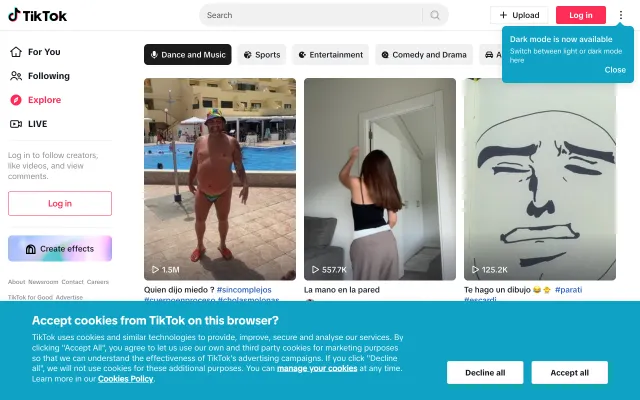 TikTok
Search
Upload
Log in
Dark mode is now available
Switch between light or dark mode
here
Close
For You
Following
Explore
LIVE
Log in to follow creators,
like videos, and view
comments.
Log in
Create effects
About Newsroom Contact Careers
TikTok for Good Advertise
Dance and Music
Sports
Entertainment
Comedy and Drama
A
1.5M
557.7K
125.2K
Quien dijo miedo ? #sincomplejos
#cuerpoenproceso #cholasmolonas
La mano en la pared
Te hago un dibujo 😂 #parati
#escardi
Accept cookies from TikTok on this browser?
TikTok uses cookies and similar technologies to provide, improve, secure and analyse our services. By
clicking "Accept All", you agree to let us use our own and third party cookies for marketing purposes
so that we can understand the effectiveness of TikTok's advertising campaigns. If you click "Decline
all", we will not use cookies for these additional purposes. You can manage your cookies at any time.
Learn more in our Cookies Policy.
Decline all
Accept all